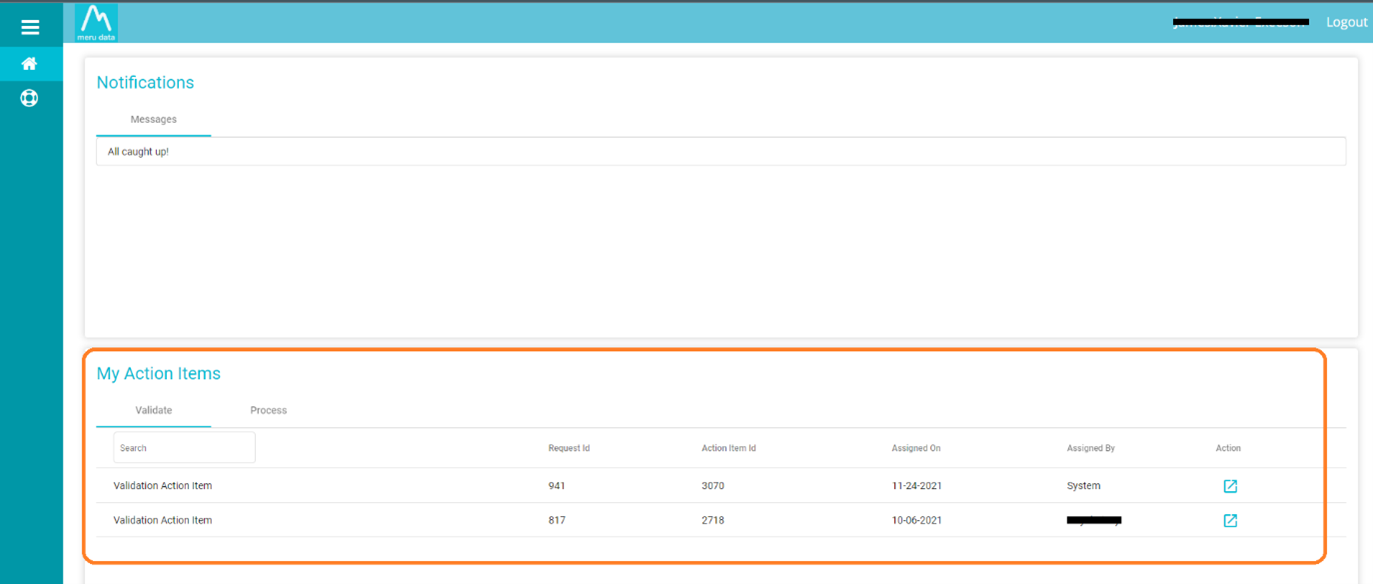 meru data
Logout
Notifications
Messages
All caught up!
My Action Items
Validate Process
Search Request Id Action Item Id Assigned On Assigned By Action
Validation Action Item 941 3070 11-24-2021 System
Validation Action Item 817 2718 10-06-2021